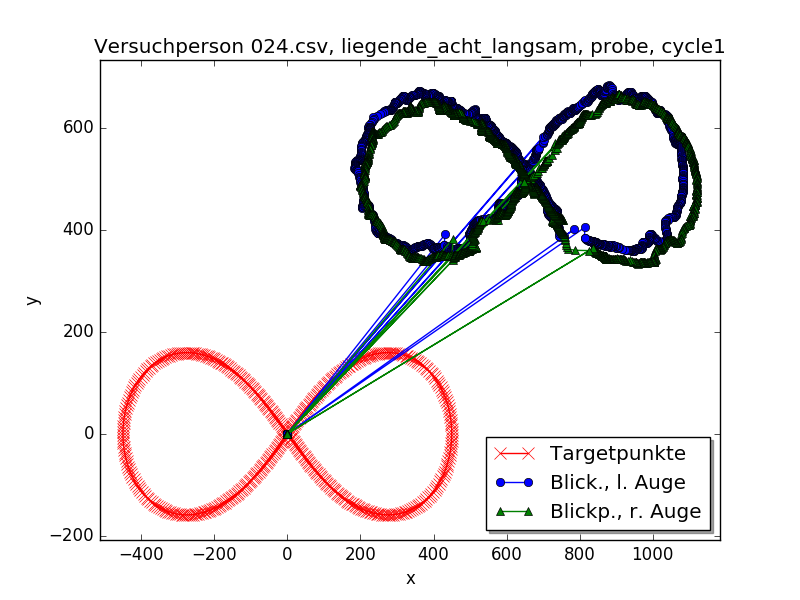 Versuchperson 024.csv, liegende_acht_langsam, probe, cycle1
600
400
y
200
0
−200
Targetpunkte
Blick., l. Auge
Blickp., r. Auge
−400 −200 0 200 400 600 800 1000
x